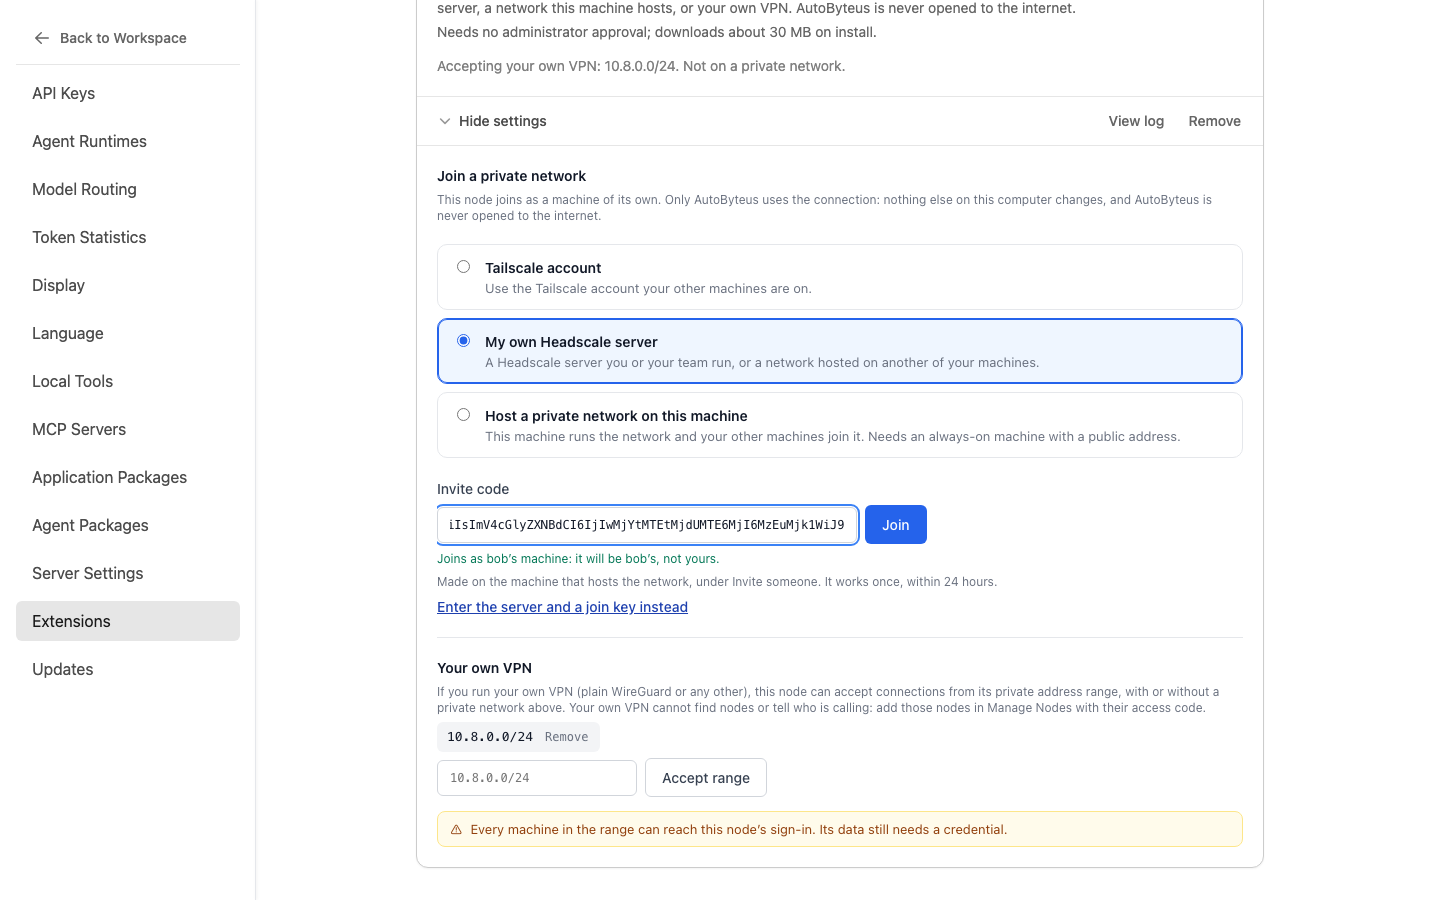 server, a network this machine hosts, or your own VPN. AutoByteus is never opened to the internet.
Back to Workspace
Needs no administrator approval; downloads about 30 MB on install.
Accepting your own VPN: 10.8.0.0/24. Not on a private network.
API Keys
Agent Runtimes
Model Routing
Token Statistics
Display
Language
Local Tools
MCP Servers
Application Packages
Agent Packages
Server Settings
Extensions
Updates
Hide settings
View log
Remove
Join a private network
This node joins as a machine of its own. Only AutoByteus uses the connection: nothing else on this computer changes, and AutoByteus is
never opened to the internet.
Tailscale account
Use the Tailscale account your other machines are on.
My own Headscale server
A Headscale server you or your team run, or a network hosted on another of your machines.
Host a private network on this machine
This machine runs the network and your other machines join it. Needs an always-on machine with a public address.
Invite code
iIsImV4cGlyZXNBdCI6IjIwMjYtMTEtMjdUMTE6MjI6MzEuMjk1WiJ9
Join
Joins as bob’s machine: it will be bob’s, not yours.
Made on the machine that hosts the network, under Invite someone. It works once, within 24 hours.
Enter the server and a join key instead
Your own VPN
If you run your own VPN (plain WireGuard or any other), this node can accept connections from its private address range, with or without a
private network above. Your own VPN cannot find nodes or tell who is calling: add those nodes in Manage Nodes with their access code.
10.8.0.0/24 Remove
10.8.0.0/24
Accept range
Every machine in the range can reach this node’s sign-in. Its data still needs a credential.